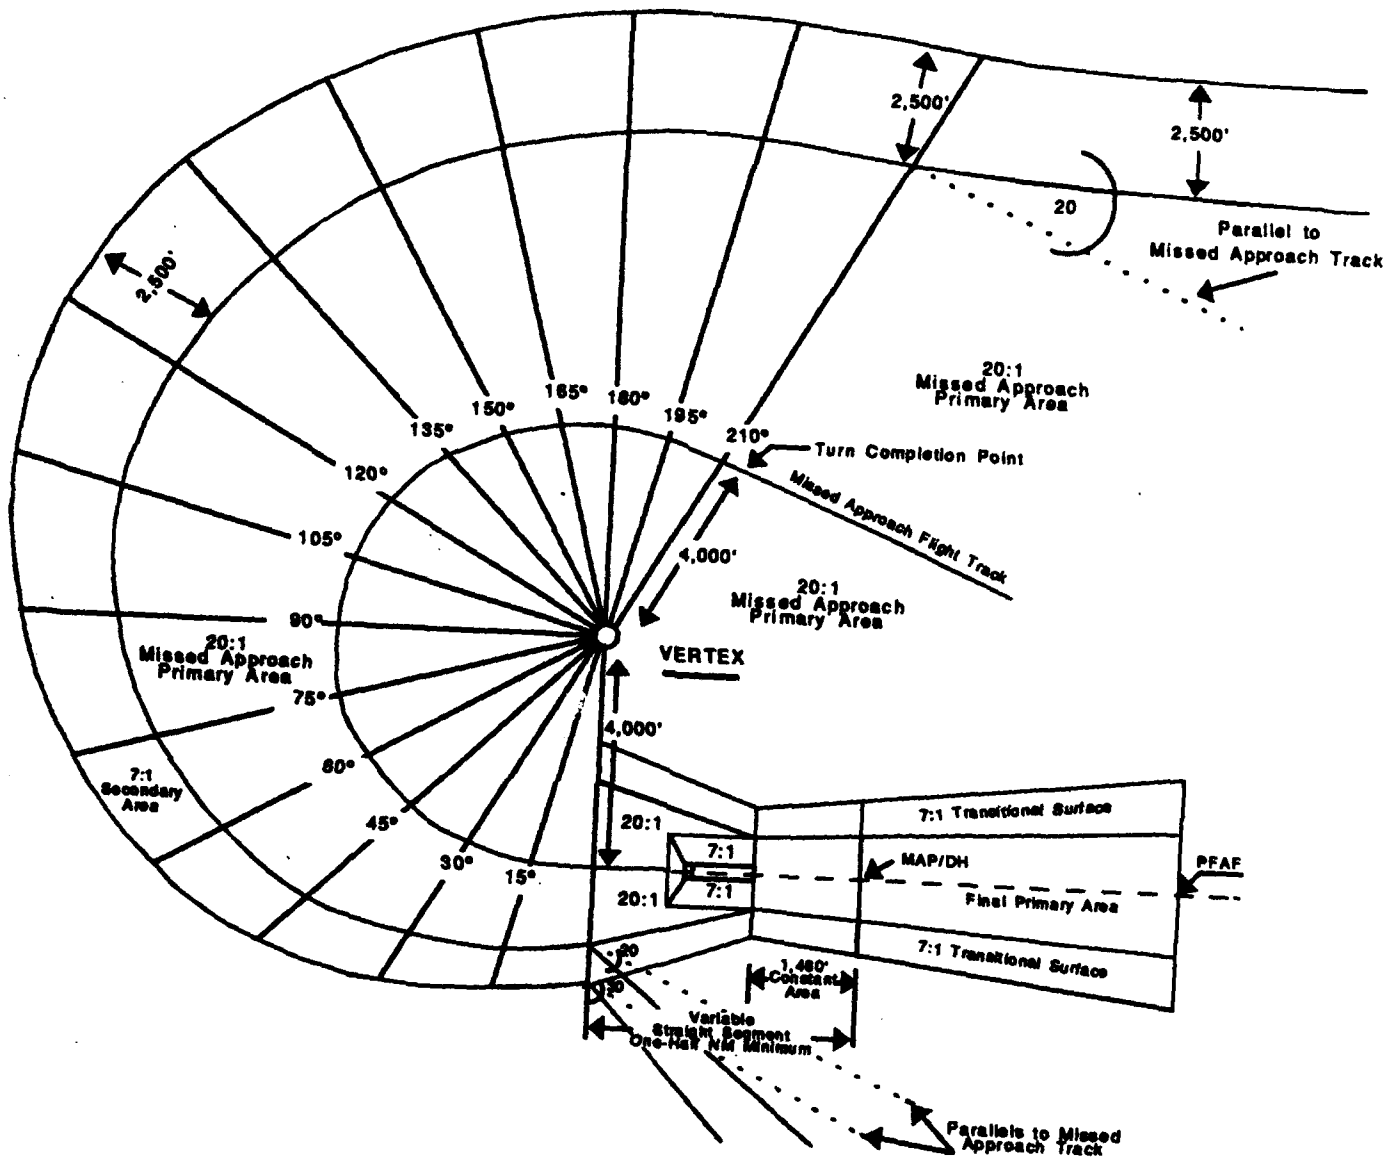 2,500'
2,500'
20
Parallel to
Missed Approach Track
2,500'
20:1
Missed Approach
Primary Area
165°
180°
150°
195°
135°
210°
Turn Completion Point
120°
Missed Approach Flight Track
105°
4,000'
20:1
Missed Approach
Primary Area
90°
20:1
Missed Approach
Primary Area
VERTEX
75°
4,000'
60°
7:1
Secondary
Area
7:1 Transitional Surface
45°
20:1
7:1
MAP/DH
PFAF
30°
15°
7:1
20:1
Final Primary Area
7:1 Transitional Surface
20
20
1,460'
Constant
Area
Variable
Straight Segment
One-Half NM Minimum
Parallels to Missed
Approach Track